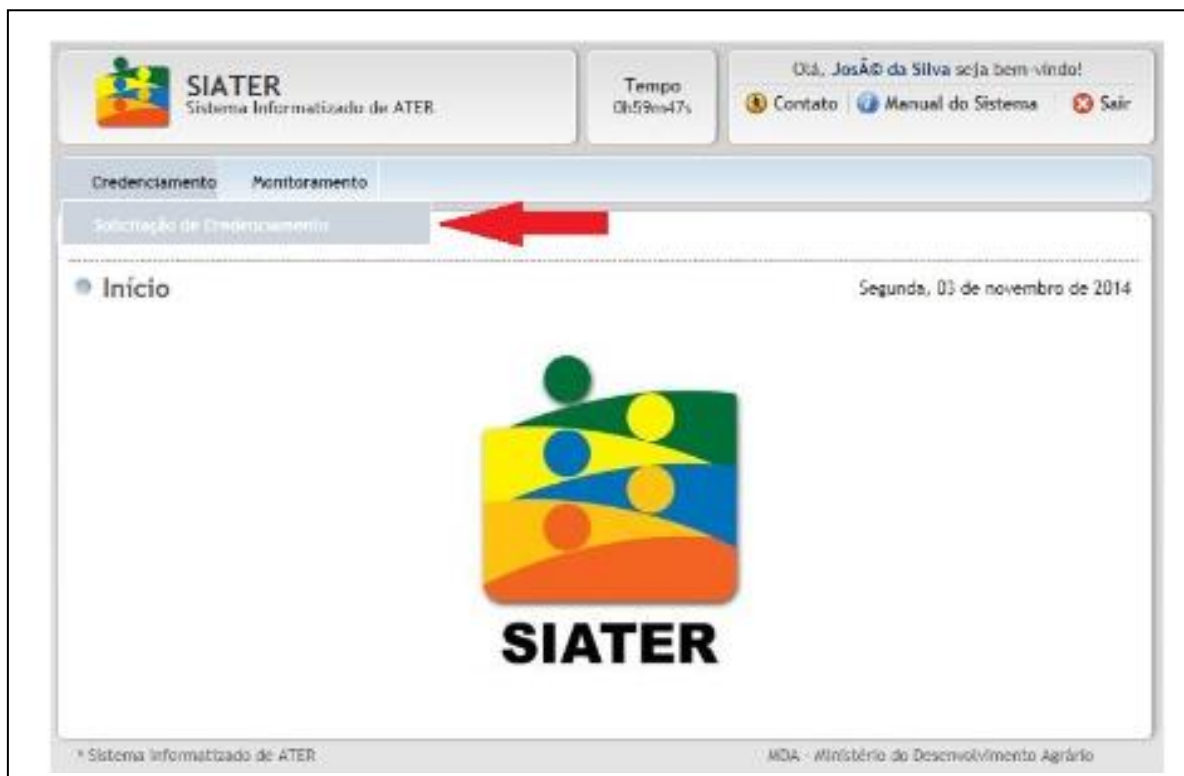 SIATER
Sistema Informatizado de ATER
Tempo
0h59m47s
Olá, JosÃ© da Silva seja bem-vindo!
Contato Manual do Sistema Sair
Credenciamento Monitoramento
Solicitação de Credenciamento
Início
Segunda, 03 de novembro de 2014
SIATER
* Sistema Informatizado de ATER
MDA - Ministério do Desenvolvimento Agrário